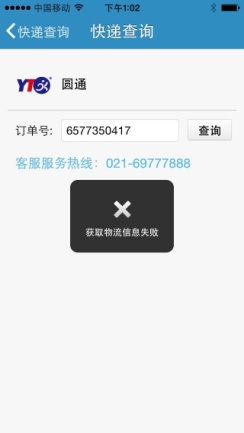 中国移动 下午1:02
快递查询 快递查询
YTO 圆通
订单号: 6577350417 查询
客服服务热线：021-69777888
获取物流信息失败